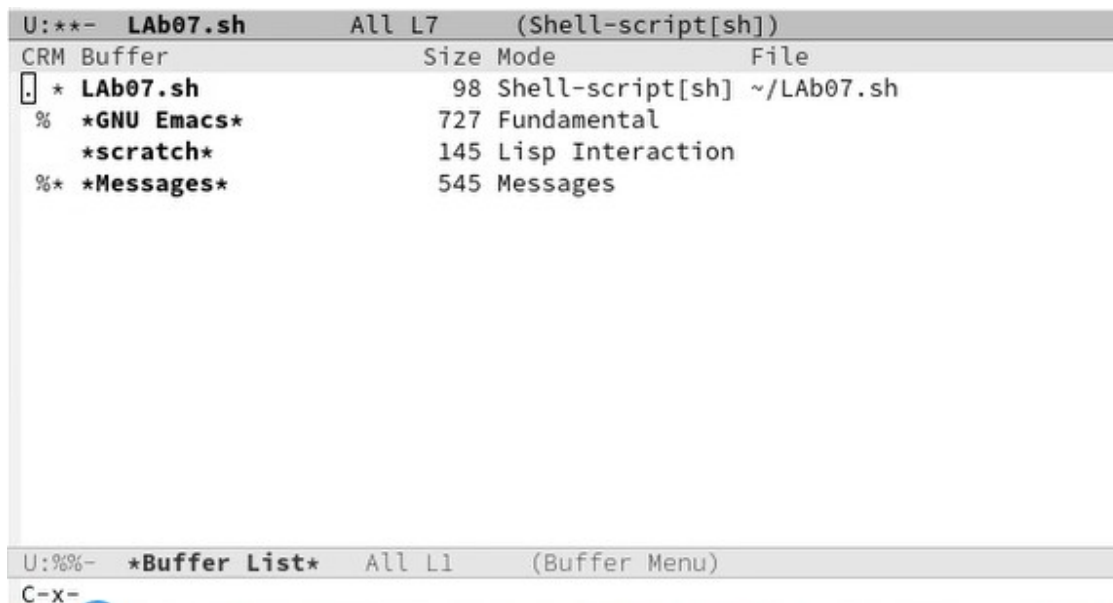 U:**-  LAb07.sh       All L7     (Shell-script[sh])
CRM Buffer                Size Mode             File
. * LAb07.sh                98 Shell-script[sh] ~/LAb07.sh
 %  *GNU Emacs*            727 Fundamental
    *scratch*              145 Lisp Interaction
 %* *Messages*             545 Messages
U:%%-  *Buffer List*   All L1     (Buffer Menu)
C-x-